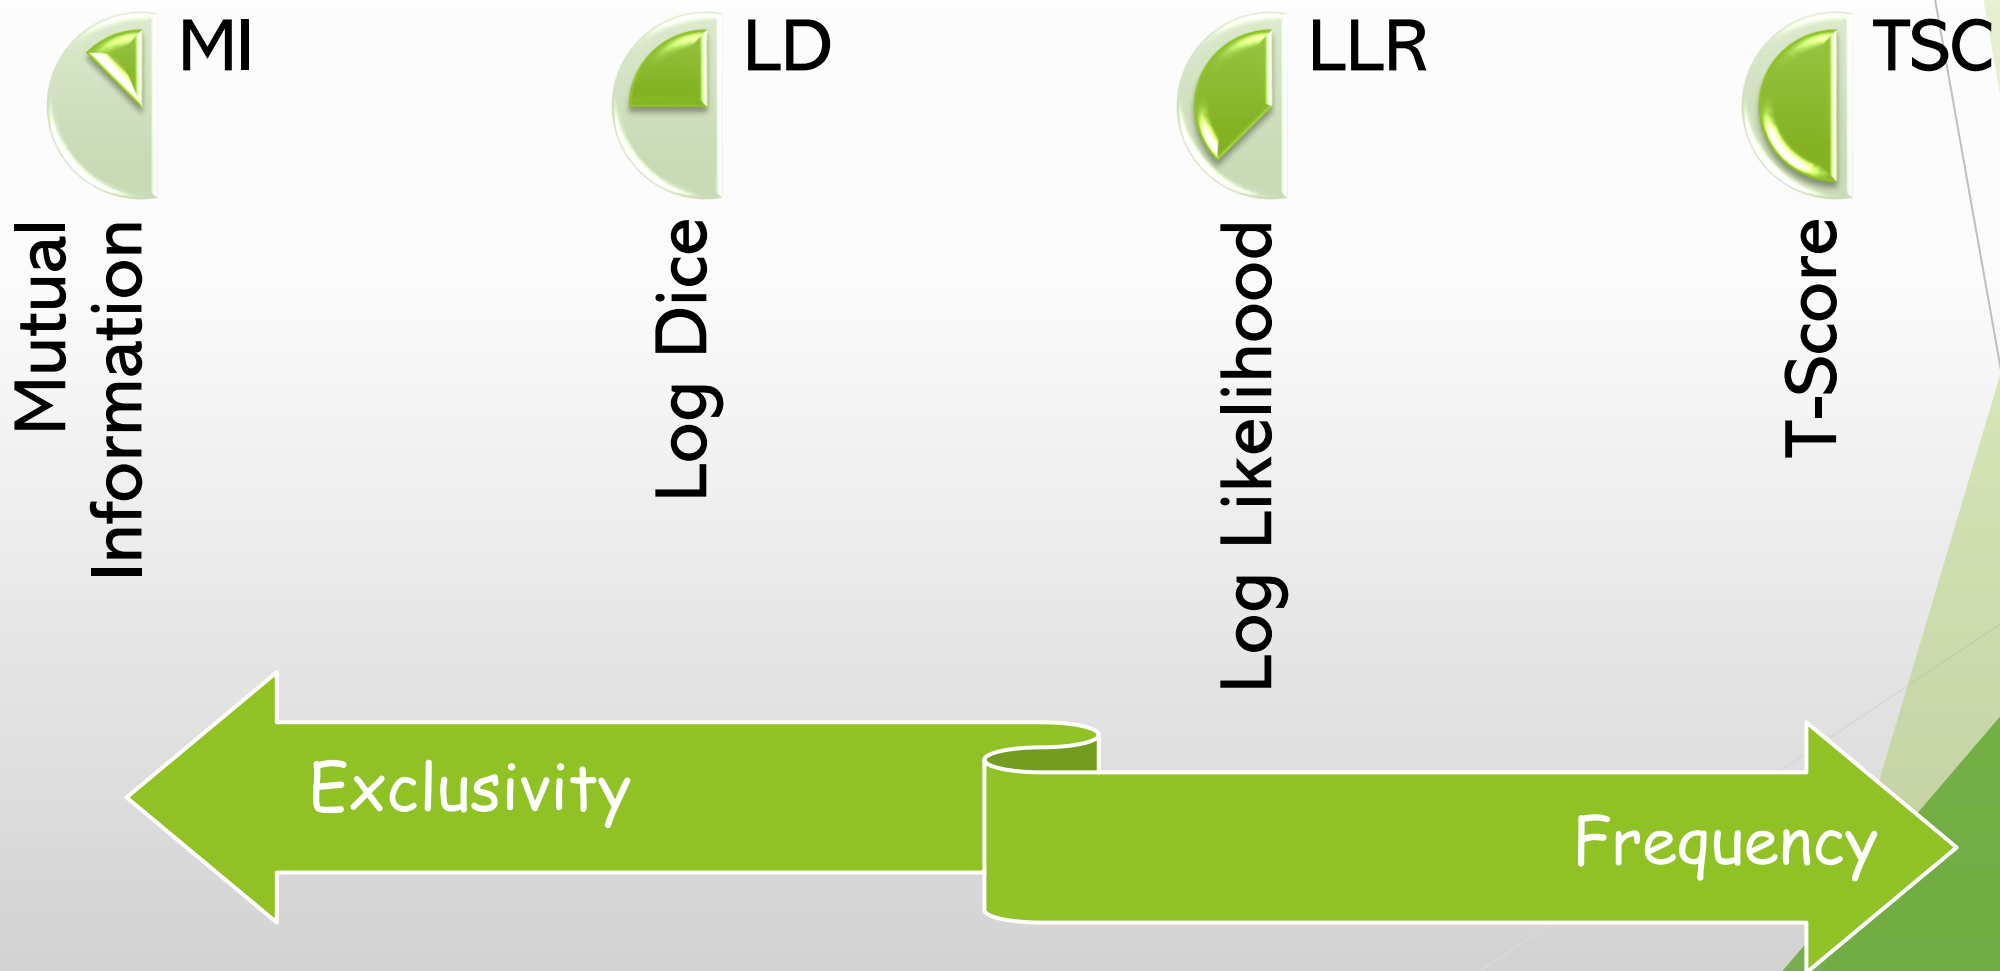 MI
Mutual
Information
LD
Log Dice
LLR
Log Likelihood
TSC
T-Score
Exclusivity
Frequency